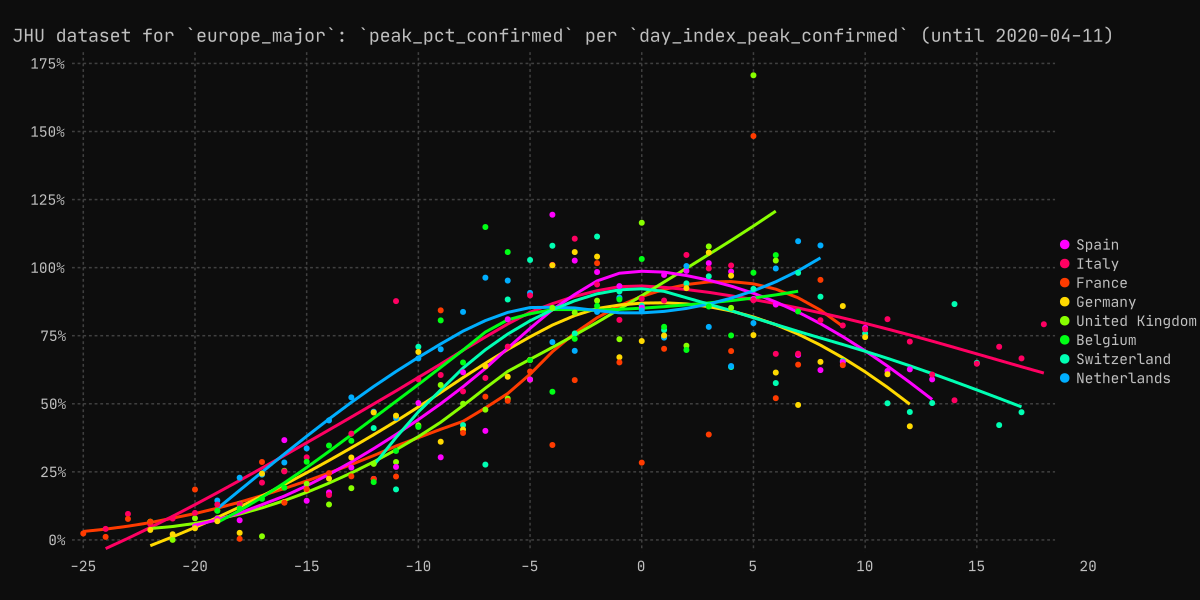 JHU dataset for `europe_major`: `peak_pct_confirmed` per `day_index_peak_confirmed` (until 2020-04-11)
175%
150%
125%
100%
75%
50%
25%
0%
-25 -20 -15 -10 -5 0 5 10 15 20
Spain
Italy
France
Germany
United Kingdom
Belgium
Switzerland
Netherlands